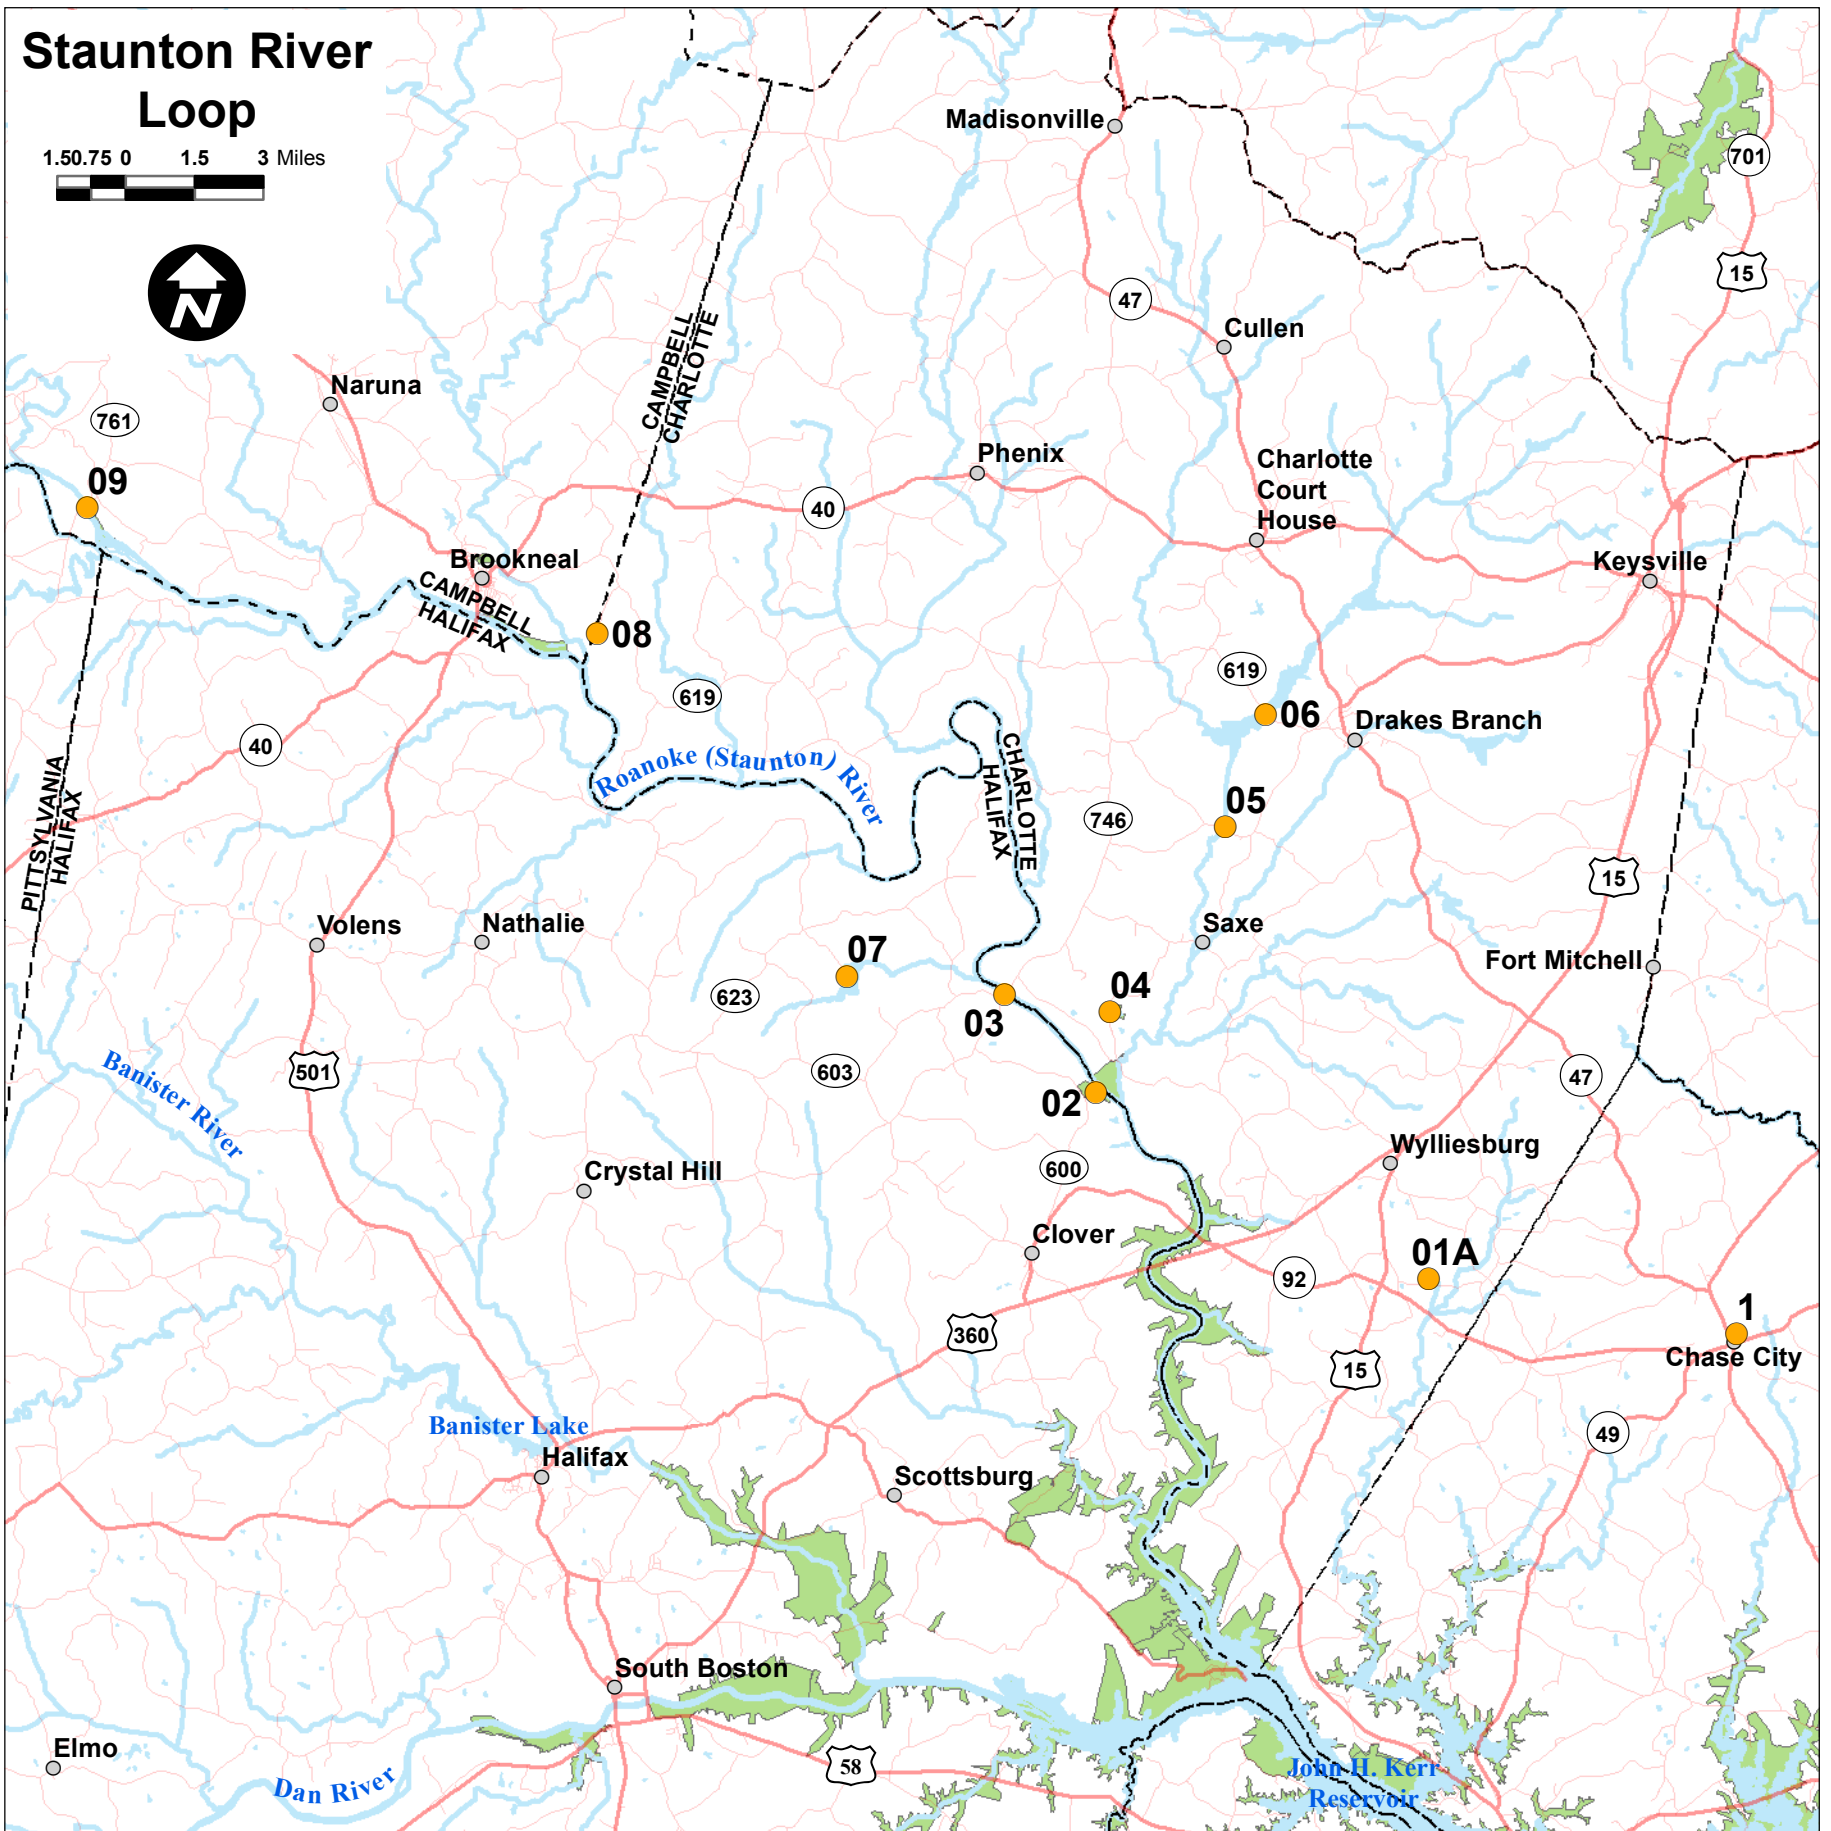 Staunton River
Loop
1.50.75 0 1.5 3 Miles
N
Madisonville
701
15
47
Cullen
CAMPBELL
CHARLOTTE
Naruna
761
09
Phenix
40
Charlotte
Court
House
Brookneal
Keysville
CAMPBELL
HALIFAX
08
619
619
06
Drakes Branch
40
Roanoke (Staunton) River
CHARLOTTE
HALIFAX
PITTSYLVANIA
HALIFAX
746
05
15
Volens
Nathalie
Saxe
07
Fort Mitchell
623
04
03
501
603
47
Banister River
02
Wylliesburg
600
Crystal Hill
Clover
01A
92
1
360
15
Chase City
Banister Lake
49
Halifax
Scottsburg
South Boston
Elmo
58
Dan River
John H. Kerr
Reservoir